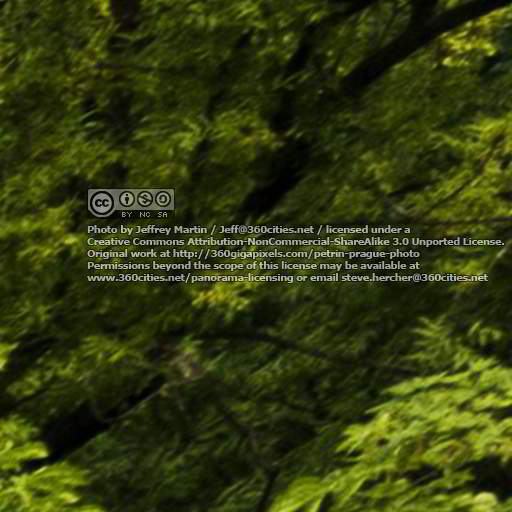 cc
BY NC SA
Photo by Jeffrey Martin / Jeff@360cities.net / licensed under a
Creative Commons Attribution-NonCommercial-ShareAlike 3.0 Unported License.
Original work at http://360gigapixels.com/petrin-prague-photo
Permissions beyond the scope of this license may be available at
www.360cities.net/panorama-licensing or email steve.hercher@360cities.net